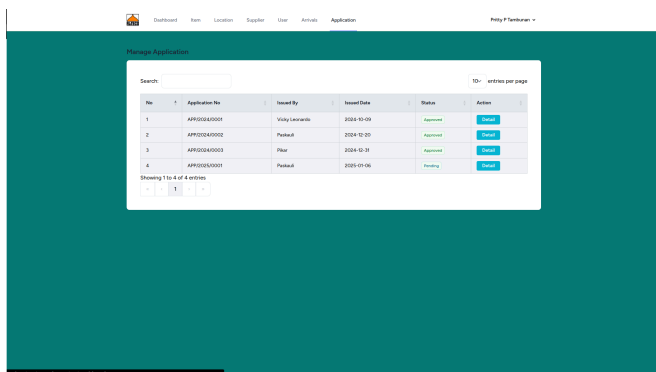 Dashboard Item Location Supplier User Arrivals Application Pritty P Tambunan
Manage Application
Search: 10 entries per page
No Application No Issued By Issued Date Status Action
1 APP/2024/0001 Vicky Leonardo 2024-10-09 Approved Detail
2 APP/2024/0002 Paskauli 2024-12-20 Approved Detail
3 APP/2024/0003 Pikar 2024-12-31 Approved Detail
4 APP/2025/0001 Paskauli 2025-01-06 Pending Detail
Showing 1 to 4 of 4 entries
« ‹ 1 › »